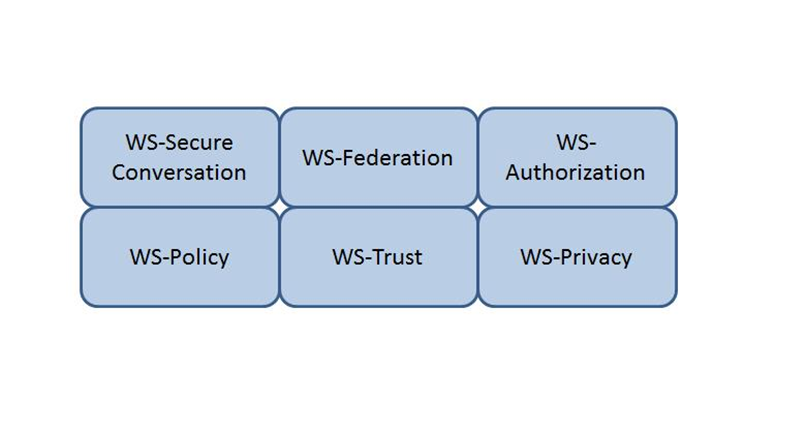 WS-Secure
Conversation
WS-Federation
WS-
Authorization
WS-Policy
WS-Trust
WS-Privacy